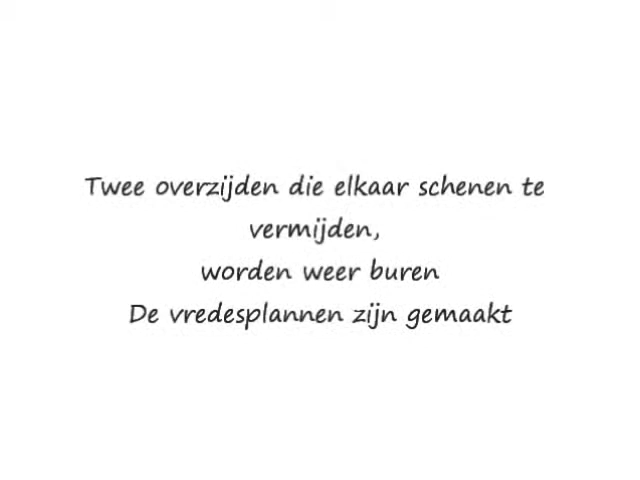 Twee overzijden die elkaar schenen te
vermijden,
worden weer buren
De vredesplannen zijn gemaakt